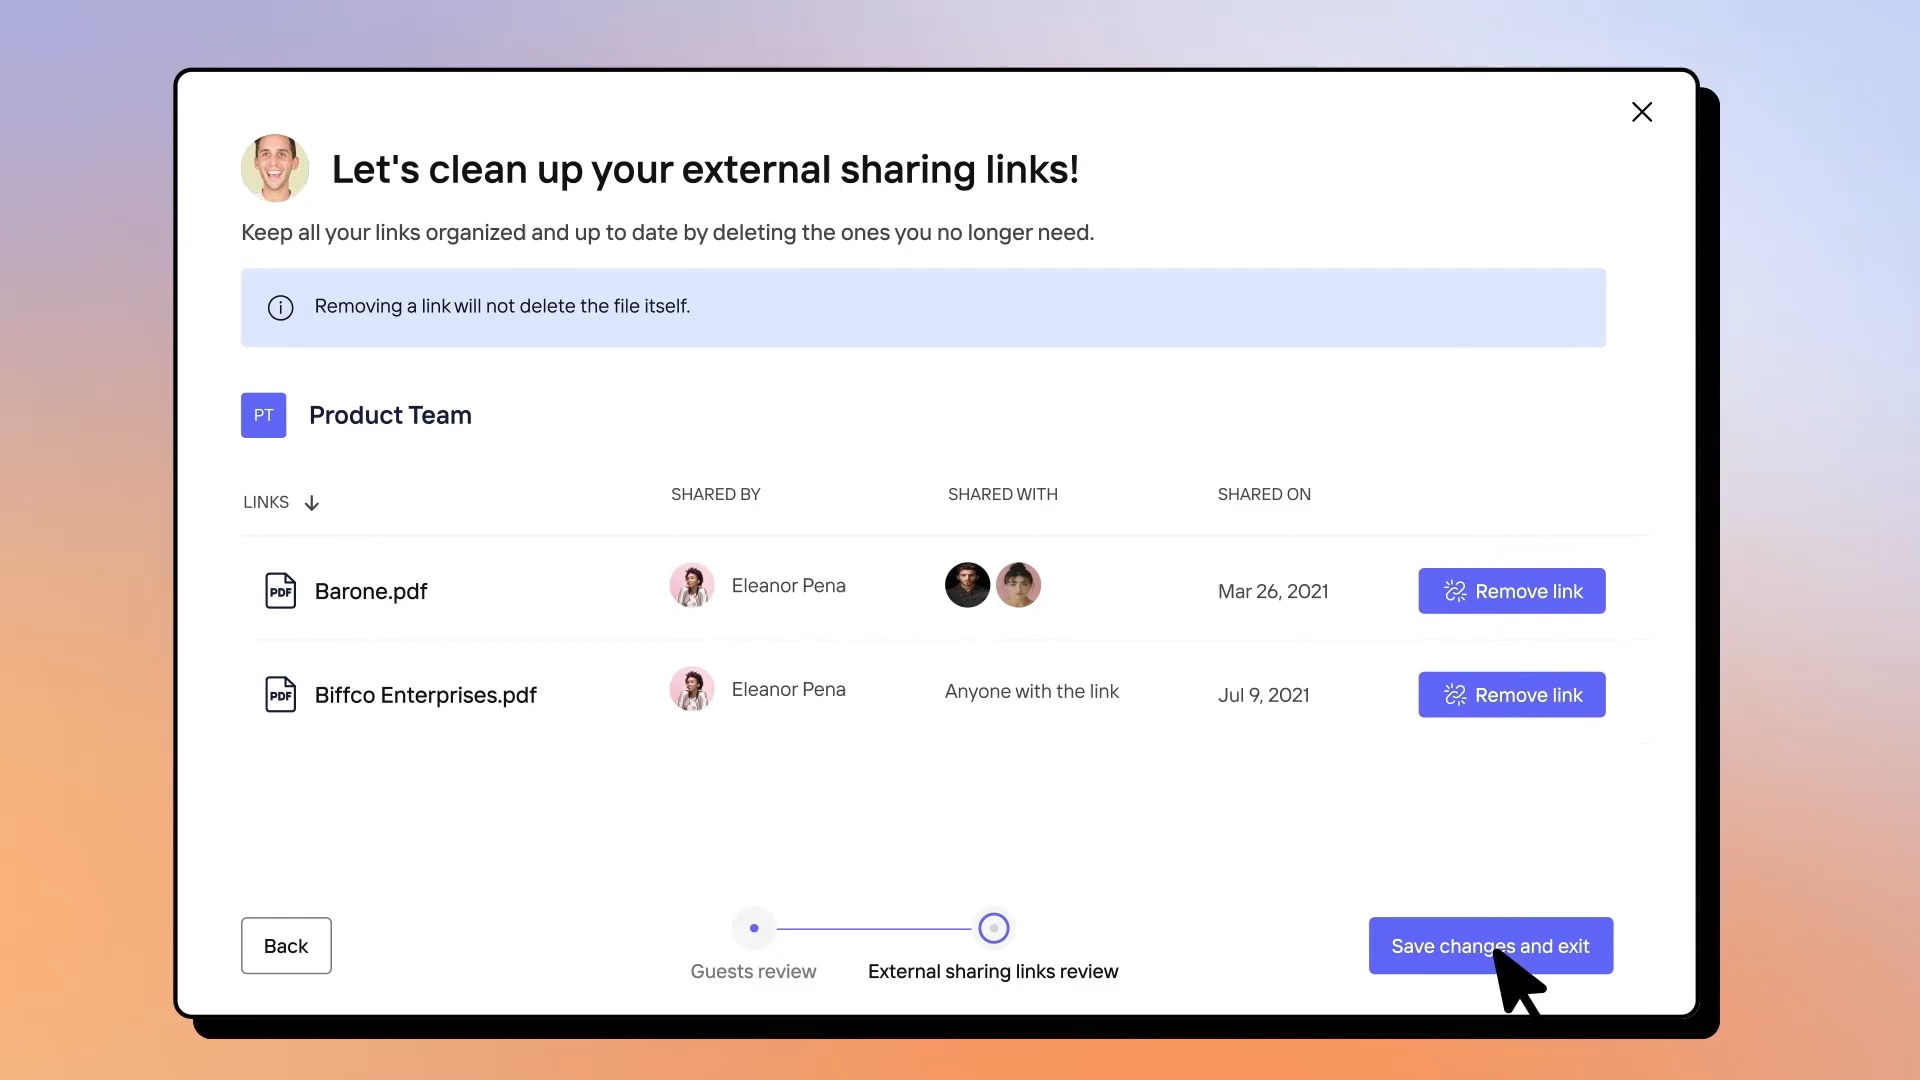 Let's clean up your external sharing links!
Keep all your links organized and up to date by deleting the ones you no longer need.
Removing a link will not delete the file itself.
PT Product Team
LINKS SHARED BY SHARED WITH SHARED ON
PDF Barone.pdf Eleanor Pena Mar 26, 2021 Remove link
PDF Biffco Enterprises.pdf Eleanor Pena Anyone with the link Jul 9, 2021 Remove link
Back Save changes and exit
Guests review External sharing links review